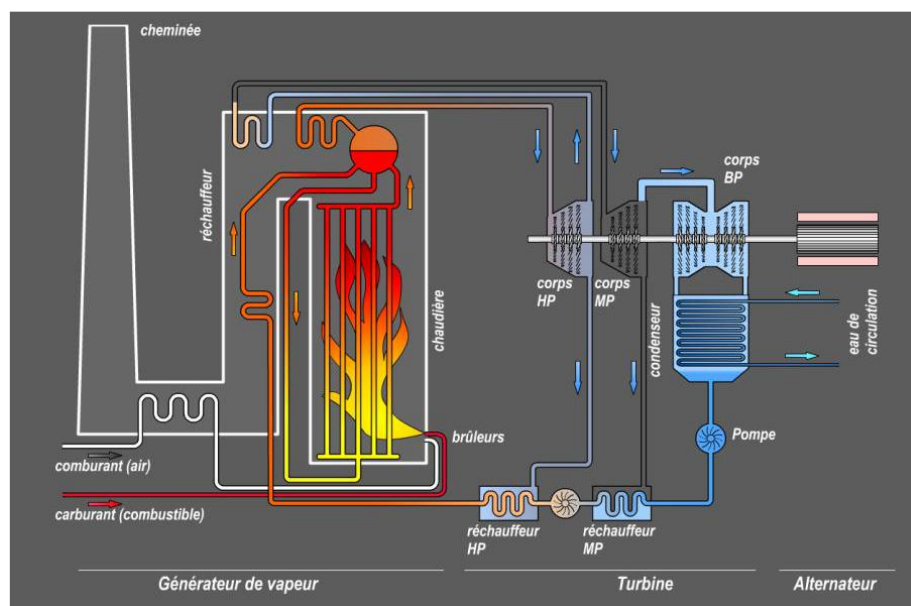 cheminée
réchauffeur
chaudière
corps
BP
corps
HP
corps
MP
condenseur
eau de
circulation
brûleurs
Pompe
comburant (air)
carburant (combustible)
réchauffeur
HP
réchauffeur
MP
Générateur de vapeur
Turbine
Alternateur